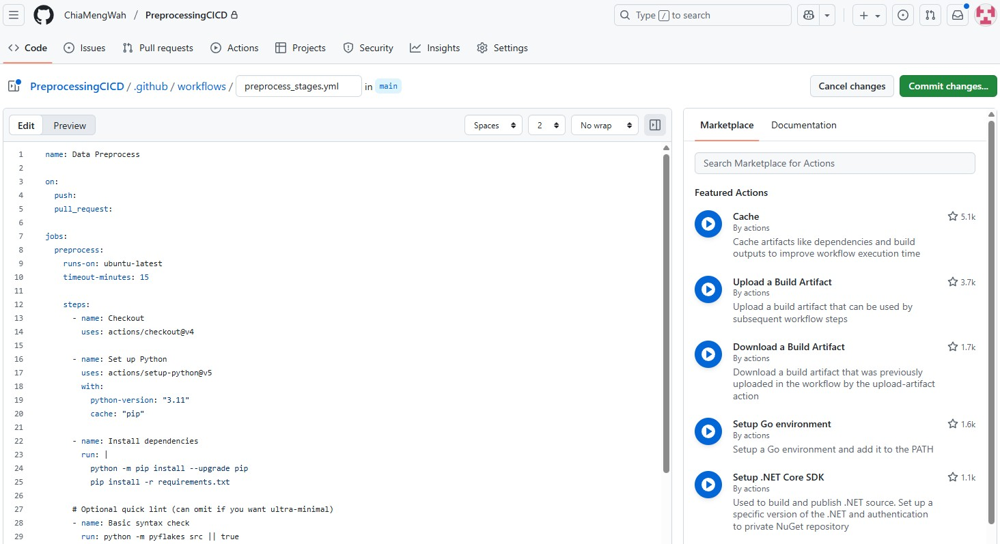 ChiaMengWah / PreprocessingCICD
Type / to search
Code
Issues
Pull requests
Actions
Projects
Security
Insights
Settings
PreprocessingCICD / .github / workflows / preprocess_stages.yml in main
Cancel changes
Commit changes...
Edit
Preview
Spaces
2
No wrap
1 name: Data Preprocess
2
3 on:
4   push:
5   pull_request:
6
7 jobs:
8   preprocess:
9     runs-on: ubuntu-latest
10     timeout-minutes: 15
11
12     steps:
13       - name: Checkout
14         uses: actions/checkout@v4
15
16       - name: Set up Python
17         uses: actions/setup-python@v5
18         with:
19           python-version: "3.11"
20           cache: "pip"
21
22       - name: Install dependencies
23         run: |
24           python -m pip install --upgrade pip
25           pip install -r requirements.txt
26
27       # Optional quick lint (can omit if you want ultra-minimal)
28       - name: Basic syntax check
29         run: python -m pyflakes src || true
Marketplace
Documentation
Search Marketplace for Actions
Featured Actions
Cache
5.1k
By actions
Cache artifacts like dependencies and build
outputs to improve workflow execution time
Upload a Build Artifact
3.7k
By actions
Upload a build artifact that can be used by
subsequent workflow steps
Download a Build Artifact
1.7k
By actions
Download a build artifact that was previously
uploaded in the workflow by the upload-artifact
action
Setup Go environment
1.6k
By actions
Setup a Go environment and add it to the PATH
Setup .NET Core SDK
1.1k
By actions
Used to build and publish .NET source. Set up a
specific version of the .NET and authentication
to private NuGet repository